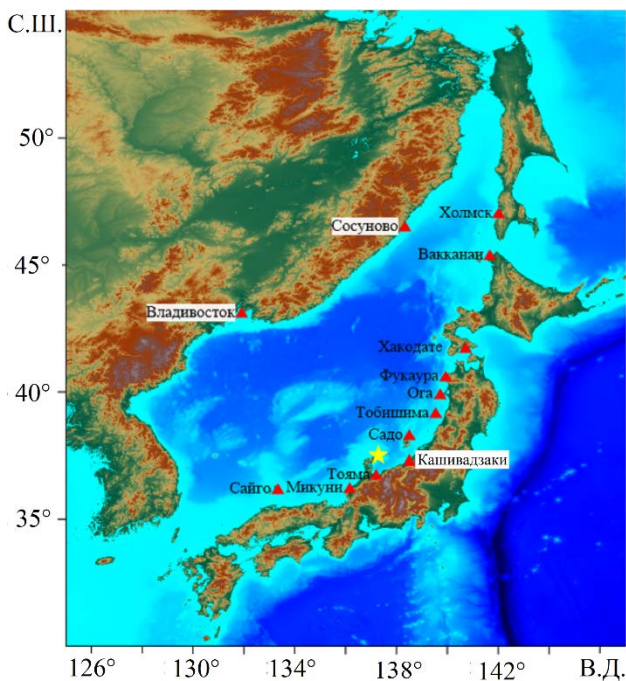 С.Ш.
50°
Холмск
Сосуново
45°
Вакканай
Владивосток
Хакодате
40°
Фукаура
Ога
Тобишима
Садо
Кашивадзаки
Тояма
Сайго
Микуни
35°
126°
130°
134°
138°
142°
В.Д.